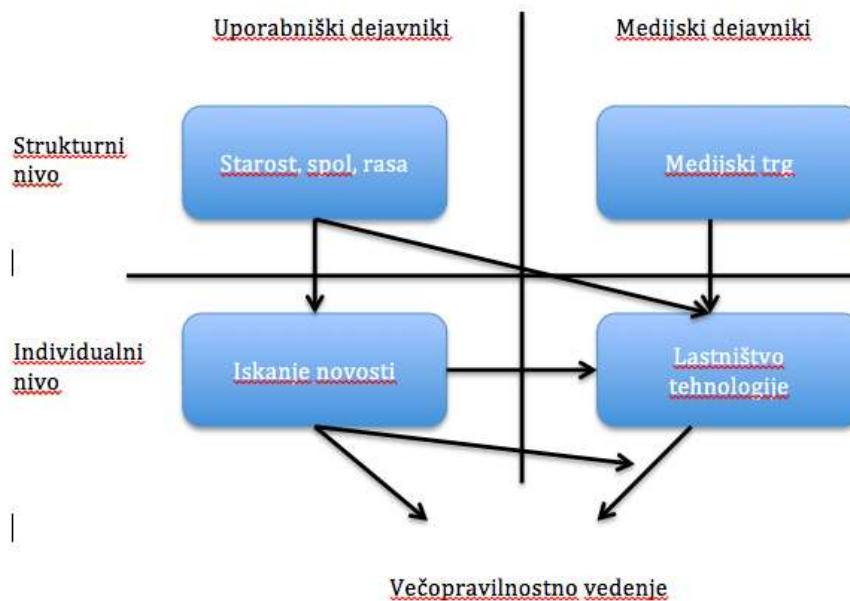 Uporabniški dejavniki
Medijski dejavniki
Strukturni
nivo
Starost, spol, rasa
Medijski trg
Individualni
nivo
Iskanje novosti
Lastništvo
tehnologije
Večopravilnostno vedenje